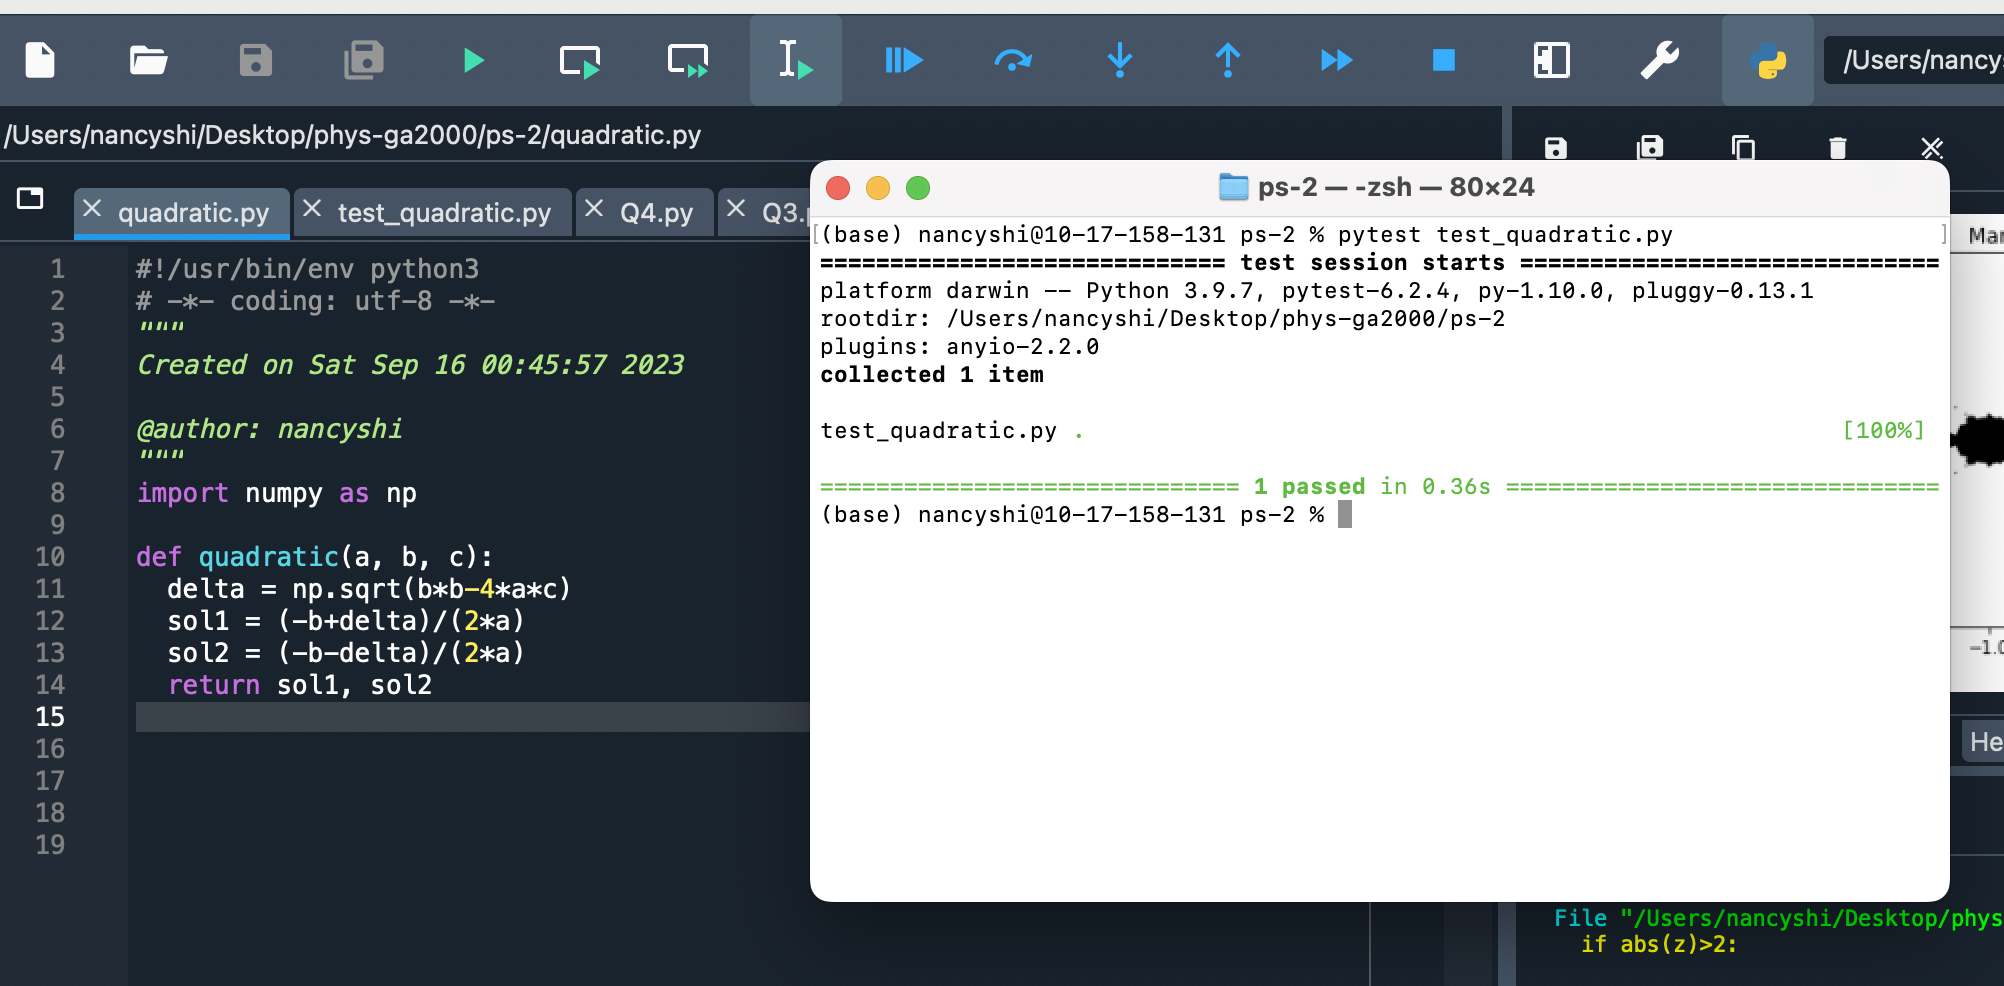 /Users/nancy
/Users/nancyshi/Desktop/phys-ga2000/ps-2/quadratic.py
quadratic.py
test_quadratic.py
Q4.py
Q3.
1 #!/usr/bin/env python3
2 # -*- coding: utf-8 -*-
3 """
4 Created on Sat Sep 16 00:45:57 2023
5
6 @author: nancyshi
7 """
8 import numpy as np
9
10 def quadratic(a, b, c):
11 delta = np.sqrt(b*b-4*a*c)
12 sol1 = (-b+delta)/(2*a)
13 sol2 = (-b-delta)/(2*a)
14 return sol1, sol2
15
16
17
18
19
ps-2 — -zsh — 80×24
[(base) nancyshi@10-17-158-131 ps-2 % pytest test_quadratic.py ]
============================= test session starts ==============================
platform darwin -- Python 3.9.7, pytest-6.2.4, py-1.10.0, pluggy-0.13.1
rootdir: /Users/nancyshi/Desktop/phys-ga2000/ps-2
plugins: anyio-2.2.0
collected 1 item
test_quadratic.py . [100%]
============================== 1 passed in 0.36s ===============================
(base) nancyshi@10-17-158-131 ps-2 %
Man
-1.0
He
File "/Users/nancyshi/Desktop/phys
if abs(z)>2: